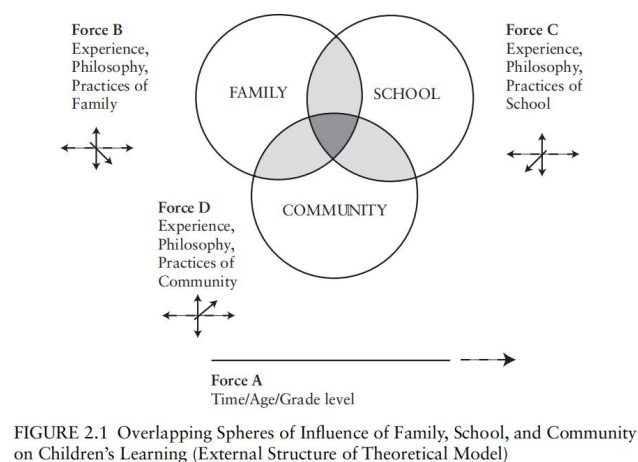 Force B
Experience,
Philosophy,
Practices of
Family
Force C
Experience,
Philosophy,
Practices of
School
FAMILY
SCHOOL
COMMUNITY
Force D
Experience,
Philosophy,
Practices of
Community
Force A
Time/Age/Grade level
FIGURE 2.1 Overlapping Spheres of Influence of Family, School, and Community
on Children's Learning (External Structure of Theoretical Model)